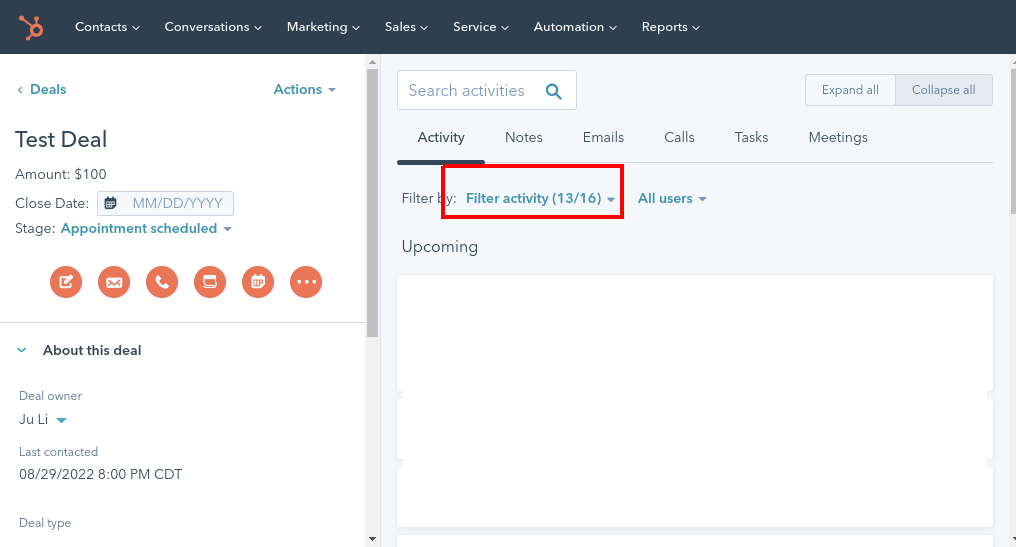 Contacts Conversations Marketing Sales Service Automation Reports
Deals Actions
Test Deal
Amount: $100
Close Date: MM/DD/YYYY
Stage: Appointment scheduled
About this deal
Deal owner
Ju Li
Last contacted
08/29/2022 8:00 PM CDT
Deal type
Search activities Expand all Collapse all
Activity Notes Emails Calls Tasks Meetings
Filter by: Filter activity (13/16) All users
Upcoming